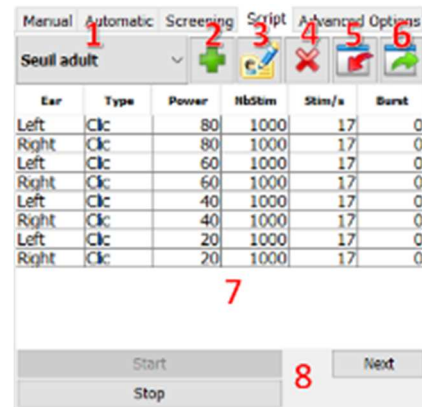 Manual Automatic Screening Script Advanced Options
1 2 3 4 5 6
Seuil adult
Ear Type Power NbStim Stim/s Burst
Left Clic 80 1000 17 0
Right Clic 80 1000 17 0
Left Clic 60 1000 17 0
Right Clic 60 1000 17 0
Left Clic 40 1000 17 0
Right Clic 40 1000 17 0
Left Clic 20 1000 17 0
Right Clic 20 1000 17 0
7
Start Next
8
Stop